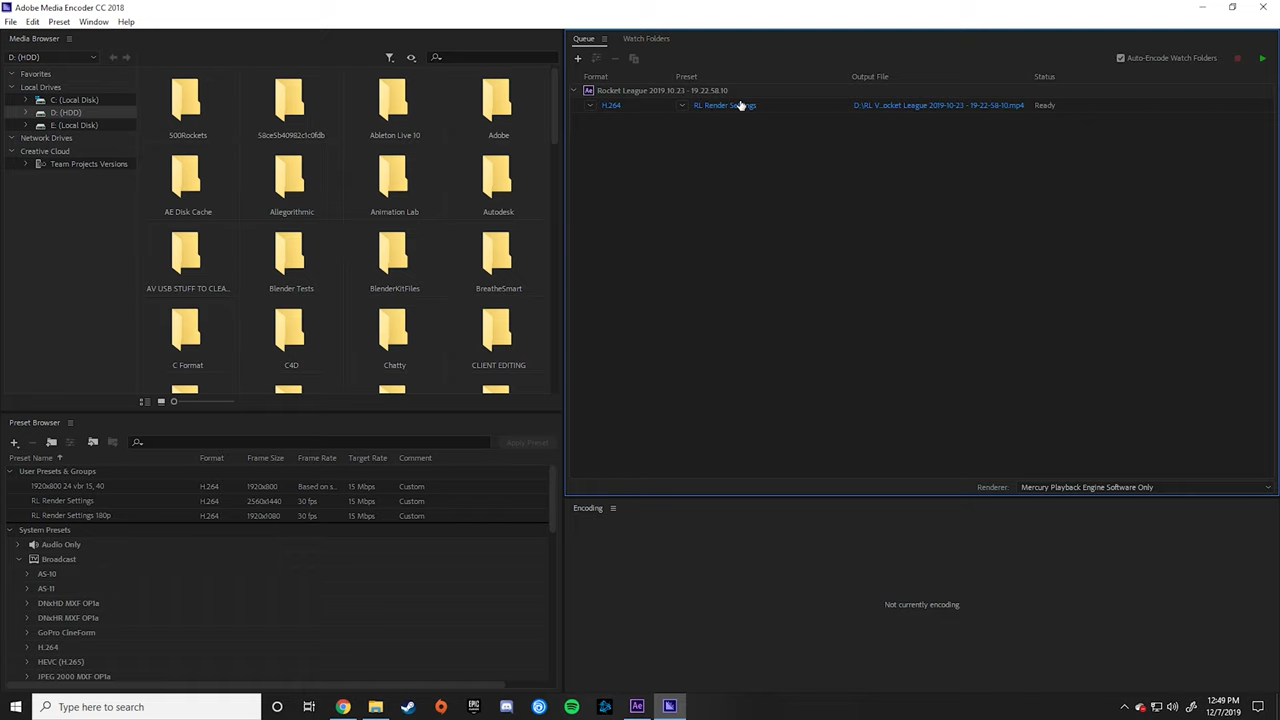 Adobe Media Encoder CC 2018
File Edit Preset Window Help
Media Browser
D: (HDD)
Favorites
Local Drives
C: (Local Disk)
D: (HDD)
E: (Local Disk)
Network Drives
Creative Cloud
Team Projects Versions
500Rockets
58ce5b40982c1c0fdb
Ableton Live 10
Adobe
AE Disk Cache
Allegorithmic
Animation Lab
Autodesk
AV USB STUFF TO CLEA...
Blender Tests
BlenderKitFiles
BreatheSmart
C Format
C4D
Chatty
CLIENT EDITING
Preset Browser
Apply Preset
Preset Name Format Frame Size Frame Rate Target Rate Comment
User Presets & Groups
1920x800 24 vbr 15, 40 H.264 1920x800 Based on s... 15 Mbps Custom
RL Render Settings H.264 2560x1440 30 fps 15 Mbps Custom
RL Render Settings 180p H.264 1920x1080 30 fps 15 Mbps Custom
System Presets
Audio Only
Broadcast
AS-10
AS-11
DNxHD MXF OP1a
DNxHR MXF OP1a
GoPro CineForm
H.264
HEVC (H.265)
JPEG 2000 MXF OP1a
Queue Watch Folders
Auto-Encode Watch Folders
Format Preset Output File Status
Ae Rocket League 2019.10.23 - 19.22.58.10
H.264 RL Render Settings D:\RL V...ocket League 2019-10-23 - 19-22-58-10.mp4 Ready
Renderer: Mercury Playback Engine Software Only
Encoding
Not currently encoding.
Type here to search
EPIC
Ae
12:49 PM
12/7/2019